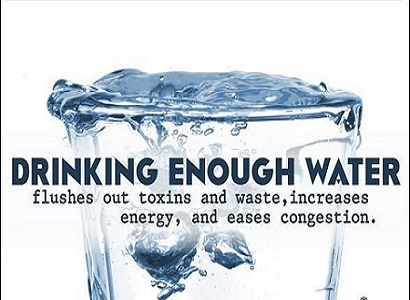 DRINKING ENOUGH WATER
flushes out toxins and waste,increases
energy, and eases congestion.